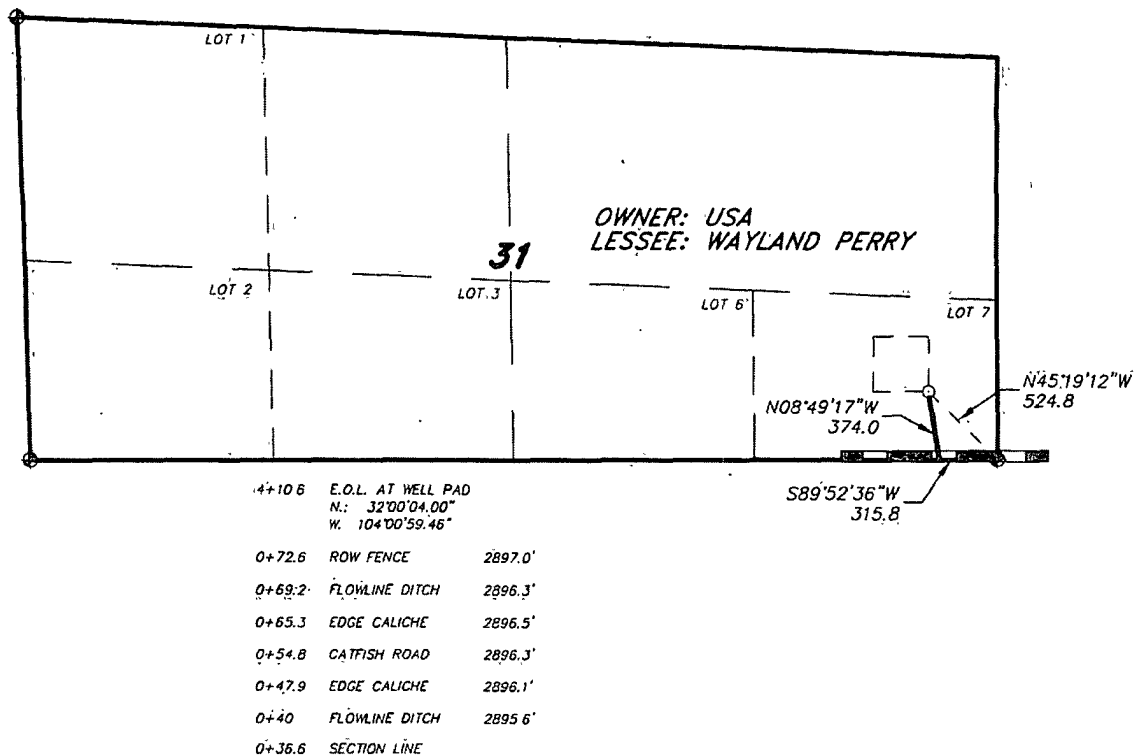 LOT 1
OWNER: USA
LESSEE: WAYLAND PERRY
31
LOT 2
LOT 3
LOT 6
LOT 7
N45°19'12"W
524.8
N08°49'17"W
374.0
S89°52'36"W
315.8
4+10.6 E.O.L. AT WELL PAD
N.: 32°00'04.00"
W. 104°00'59.46"
0+72.6 ROW FENCE 2897.0'
0+69.2 FLOWLINE DITCH 2896.3'
0+65.3 EDGE CALICHE 2896.5'
0+54.8 CATFISH ROAD 2896.3'
0+47.9 EDGE CALICHE 2896.1'
0+40 FLOWLINE DITCH 2895.6'
0+36.6 SECTION LINE